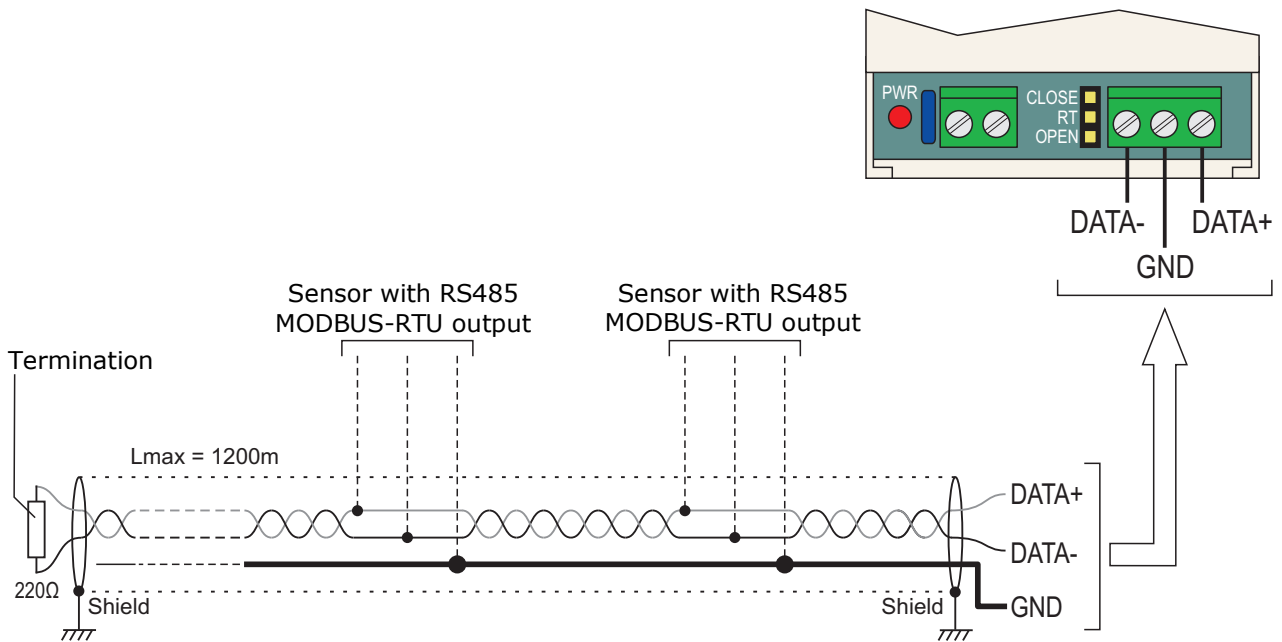 PWR
CLOSE
RT
OPEN
DATA-
DATA+
GND
Sensor with RS485
MODBUS-RTU output
Sensor with RS485
MODBUS-RTU output
Termination
Lmax = 1200m
DATA+
DATA-
220Ω
Shield
Shield
GND